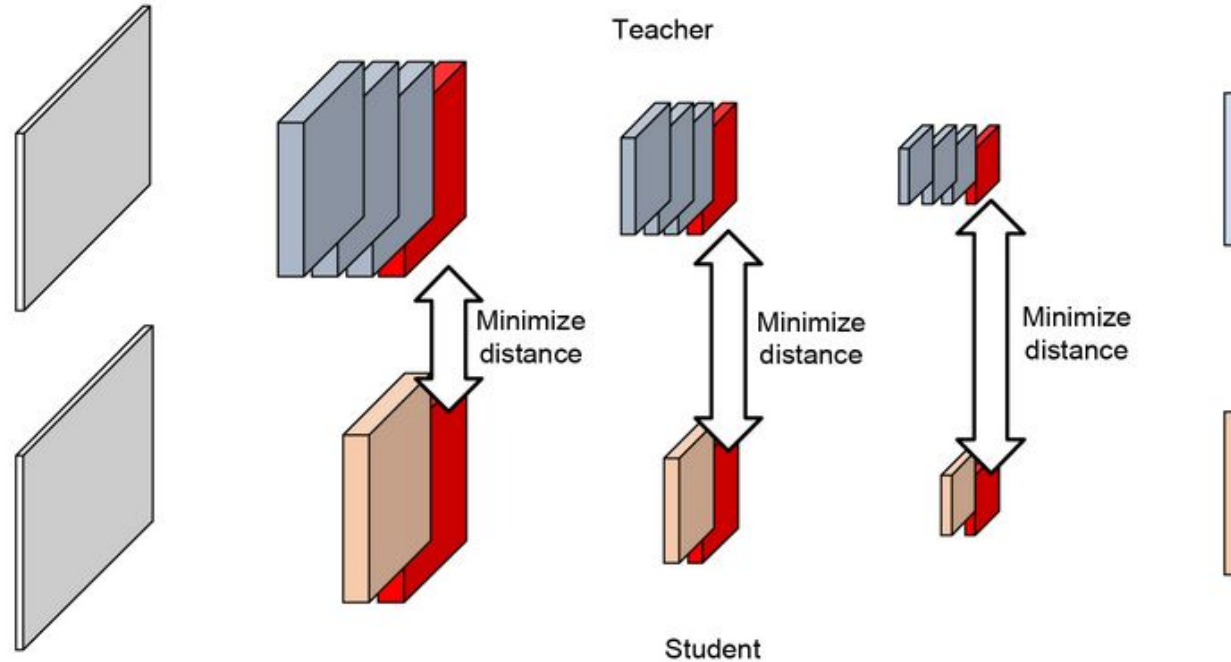 Teacher
Minimize
distance
Minimize
distance
Minimize
distance
Student